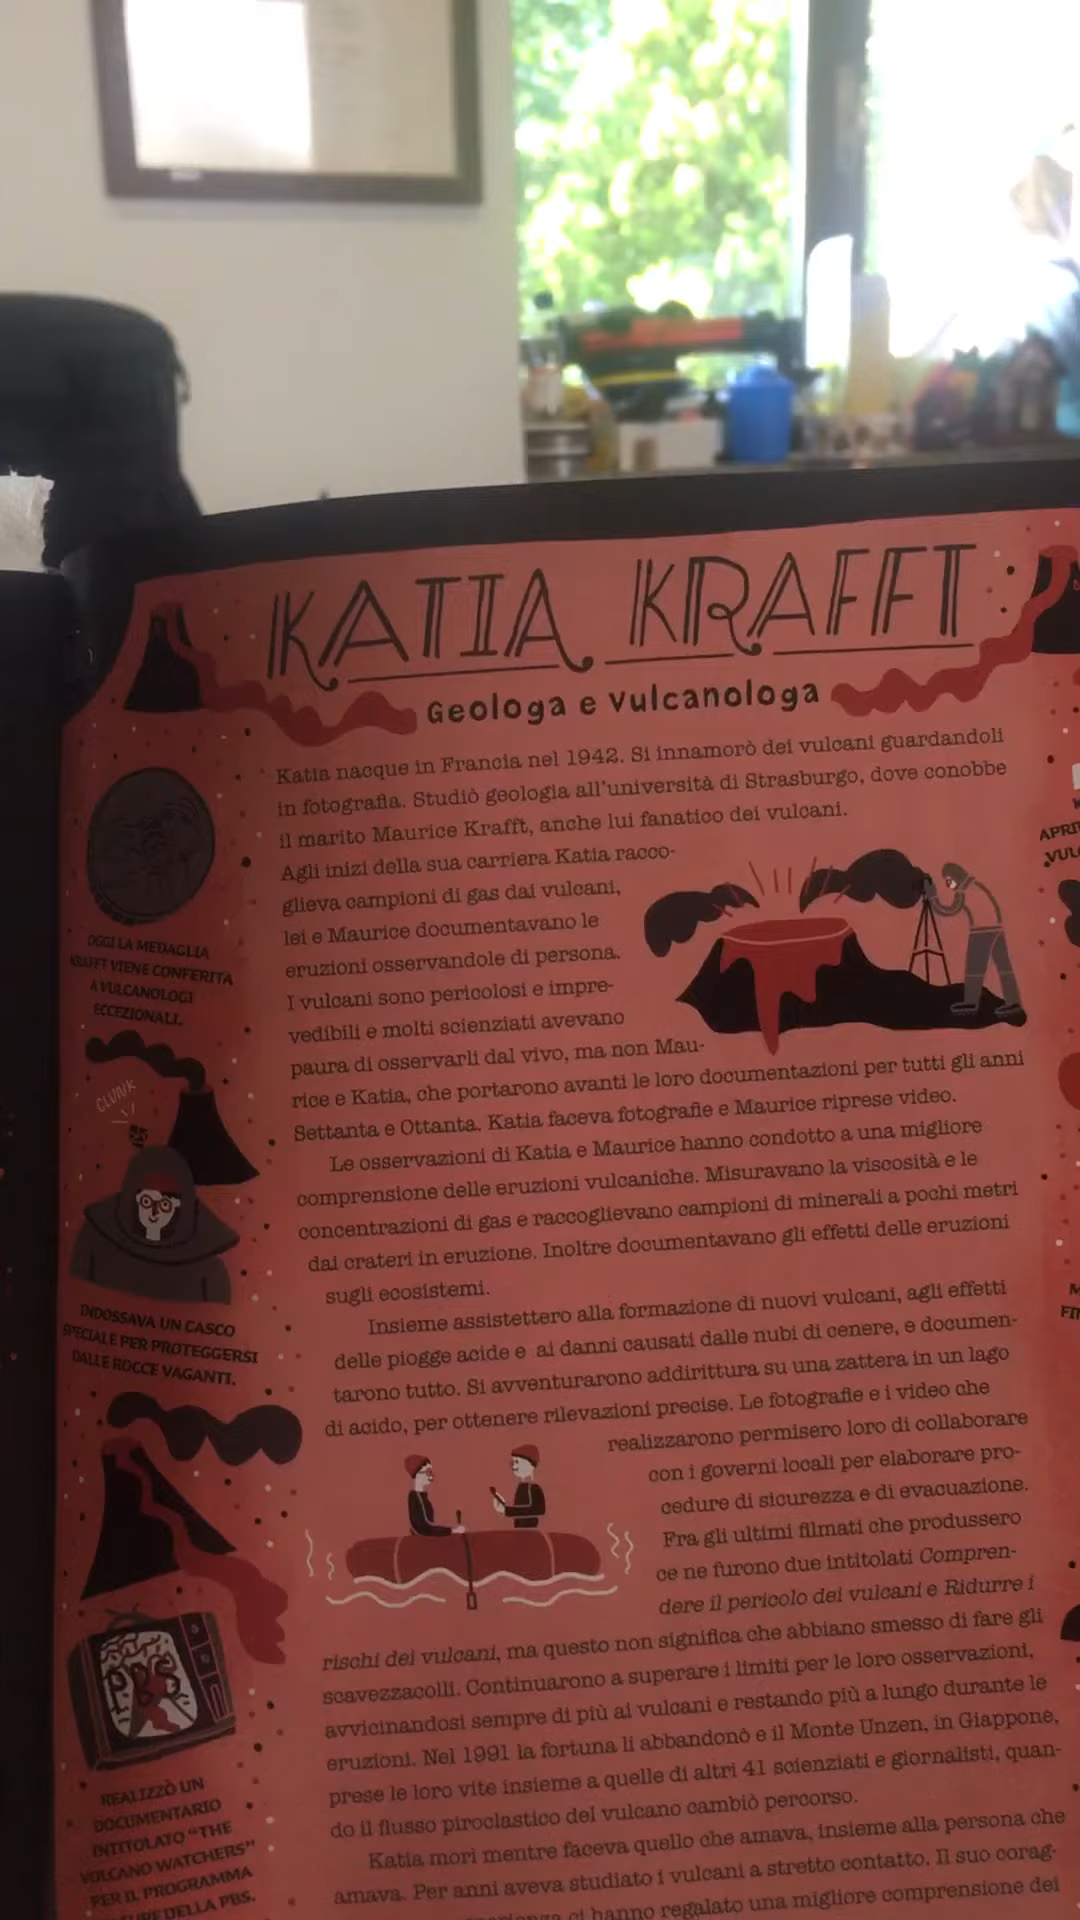 KATIA KRAFFT
Geologa e Vulcanologa
Katia nacque in Francia nel 1942. Si innamorò dei vulcani guardandoli
in fotografia. Studiò geologia all'università di Strasburgo, dove conobbe
il marito Maurice Krafft, anche lui fanatico dei vulcani.
Agli inizi della sua carriera Katia racco-
glieva campioni di gas dai vulcani,
lei e Maurice documentavano le
eruzioni osservandole di persona.
I vulcani sono pericolosi e impre-
vedibili e molti scienziati avevano
paura di osservarli dal vivo, ma non Mau-
rice e Katia, che portarono avanti le loro documentazioni per tutti gli anni
Settanta e Ottanta. Katia faceva fotografie e Maurice riprese video.
Le osservazioni di Katia e Maurice hanno condotto a una migliore
comprensione delle eruzioni vulcaniche. Misuravano la viscosità e le
concentrazioni di gas e raccoglievano campioni di minerali a pochi metri
dai crateri in eruzione. Inoltre documentavano gli effetti delle eruzioni
sugli ecosistemi.
Insieme assistettero alla formazione di nuovi vulcani, agli effetti
delle piogge acide e ai danni causati dalle nubi di cenere, e documen-
tarono tutto. Si avventurarono addirittura su una zattera in un lago
di acido, per ottenere rilevazioni precise. Le fotografie e i video che
realizzarono permisero loro di collaborare
con i governi locali per elaborare pro-
cedure di sicurezza e di evacuazione.
Fra gli ultimi filmati che produssero
ce ne furono due intitolati Compren-
dere il pericolo dei vulcani e Ridurre i
rischi dei vulcani, ma questo non significa che abbiano smesso di fare gli
scavezzacolli. Continuarono a superare i limiti per le loro osservazioni,
avvicinandosi sempre di più ai vulcani e restando più a lungo durante le
eruzioni. Nel 1991 la fortuna li abbandonò e il Monte Unzen, in Giappone,
prese le loro vite insieme a quelle di altri 41 scienziati e giornalisti, quan-
do il flusso piroclastico del vulcano cambiò percorso.
Katia morì mentre faceva quello che amava, insieme alla persona che
amava. Per anni aveva studiato i vulcani a stretto contatto. Il suo corag-
ci hanno regalato una migliore comprensione dei
OGGI LA MEDAGLIA
KRAFFT VIENE CONFERITA
A VULCANOLOGI
ECCEZIONALI.
CLUNK
INDOSSAVA UN CASCO
SPECIALE PER PROTEGGERSI
DALLE ROCCE VAGANTI.
PBS
REALIZZÒ UN
DOCUMENTARIO
INTITOLATO "THE
VOLCANO WATCHERS"
PER IL PROGRAMMA
DELLA PBS.